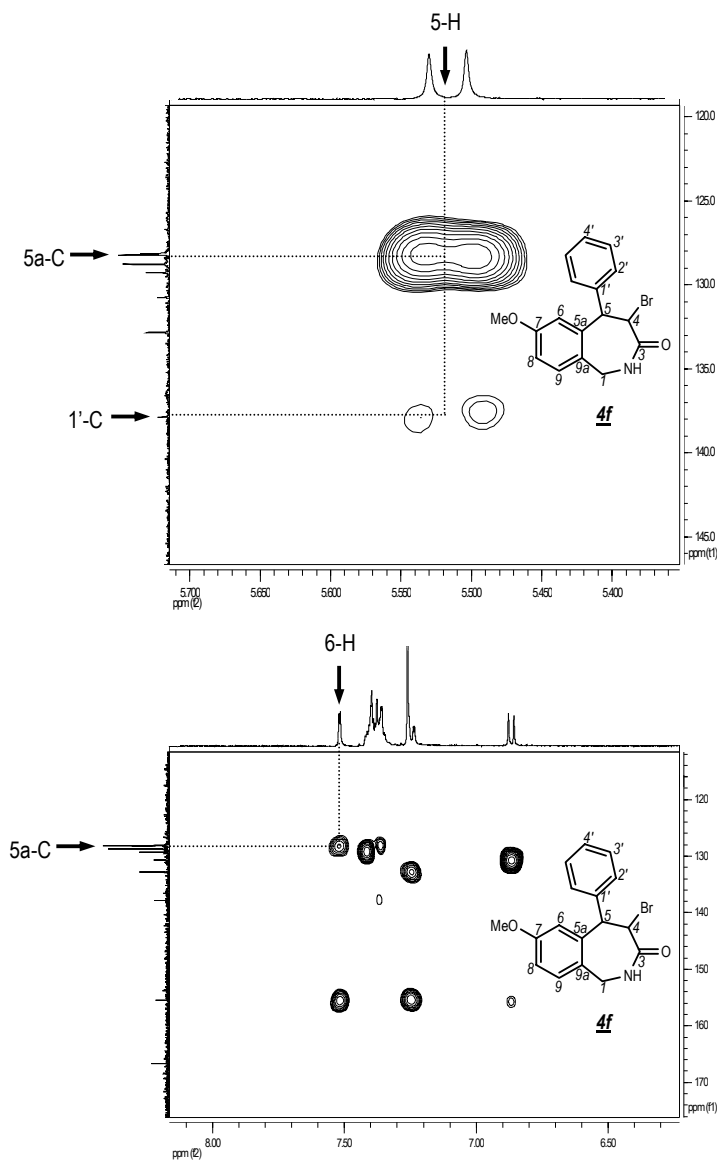 5-H
120.0
125.0
5a-C
130.0
135.0
1'-C
140.0
145.0
ppm (t1)
4'
3'
2'
1'
Br
6
5
4
MeO
7
5a
3
O
8
9a
9
1
NH
4f
5.700
5.650
5.600
5.550
5.500
5.450
5.400
ppm (f2)
6-H
120
5a-C
130
140
150
160
170
ppm (f1)
4'
3'
2'
1'
Br
6
5
4
MeO
7
5a
3
O
8
9a
9
1
NH
4f
8.00
7.50
7.00
6.50
ppm (f2)